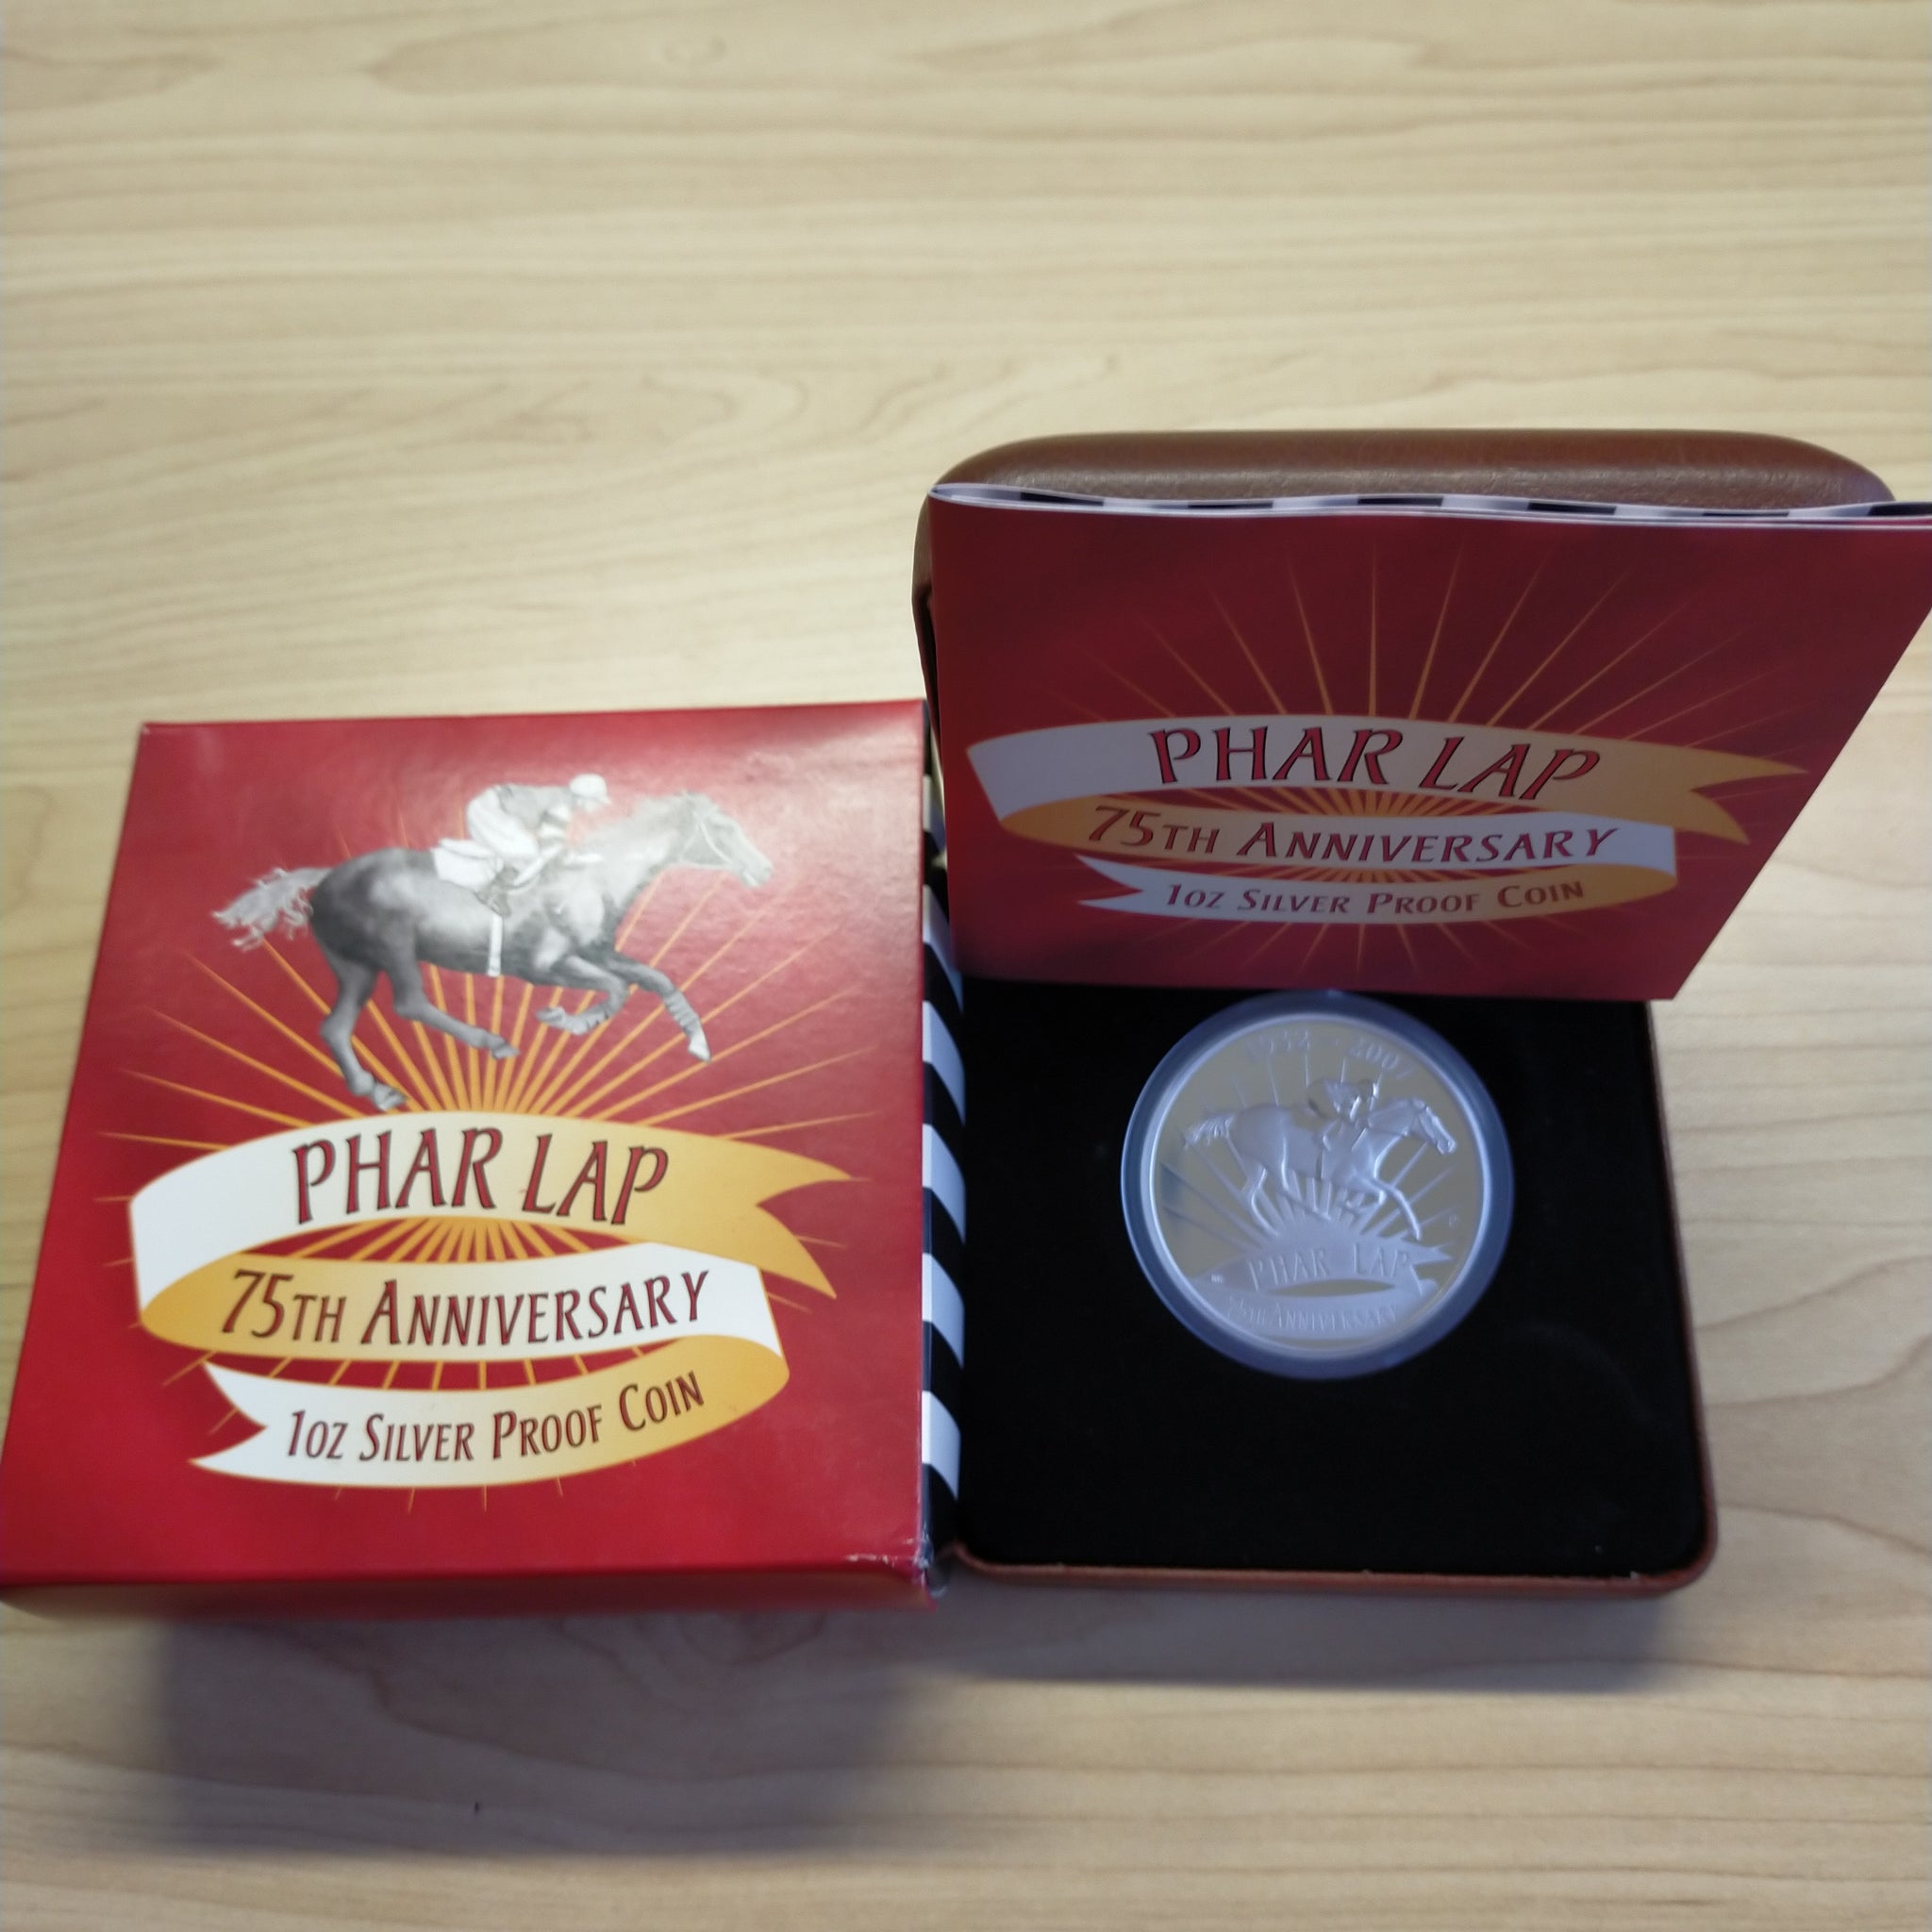 PHAR LAP
75TH ANNIVERSARY
1OZ SILVER PROOF COIN
PHAR LAP
75TH ANNIVERSARY
1OZ SILVER PROOF COIN
1932 - 2007
PHAR LAP
75TH ANNIVERSARY